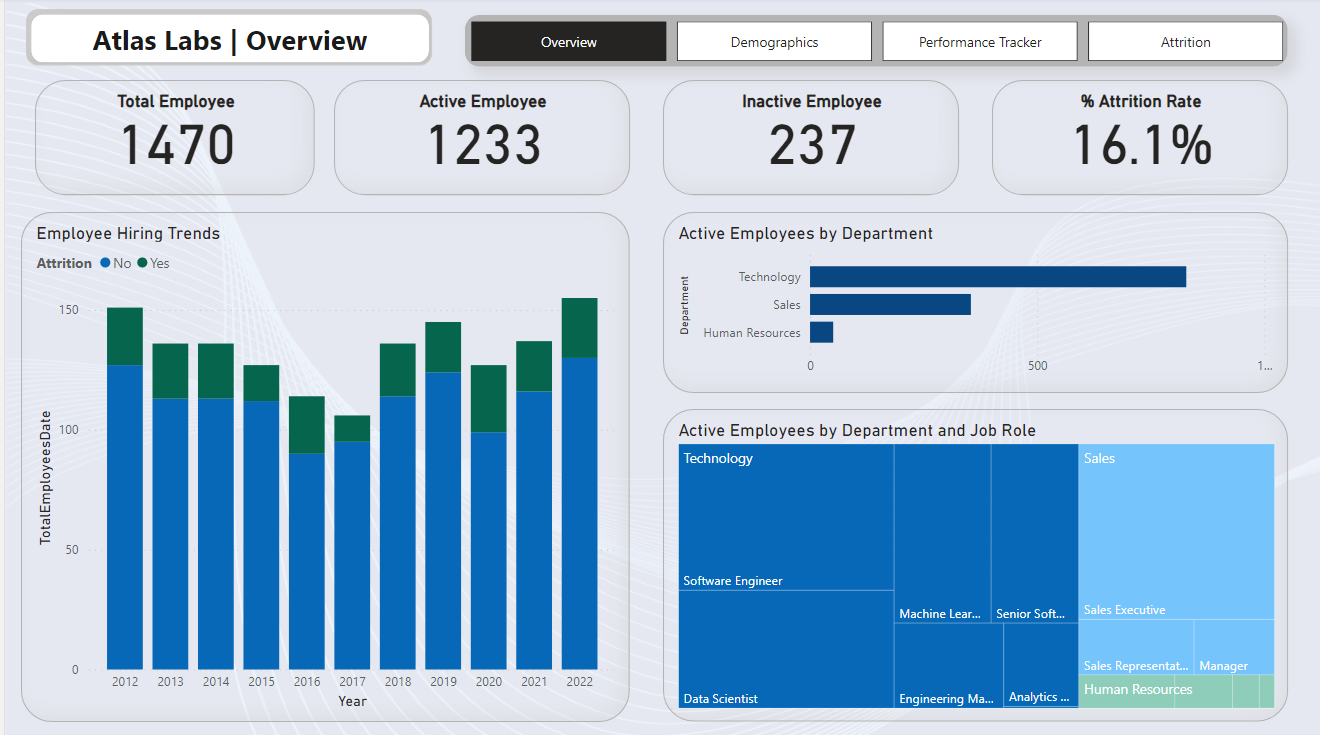 Atlas Labs | Overview
Overview
Demographics
Performance Tracker
Attrition
Total Employee
1470
Active Employee
1233
Inactive Employee
237
% Attrition Rate
16.1%
Employee Hiring Trends
Attrition No Yes
TotalEmployeesDate
150
100
50
0
2012 2013 2014 2015 2016 2017 2018 2019 2020 2021 2022
Year
Active Employees by Department
Department
Technology
Sales
Human Resources
0 500 1...
Active Employees by Department and Job Role
Technology
Software Engineer
Data Scientist
Machine Lear...
Senior Soft...
Engineering Ma...
Analytics ...
Sales
Sales Executive
Sales Representat...
Manager
Human Resources